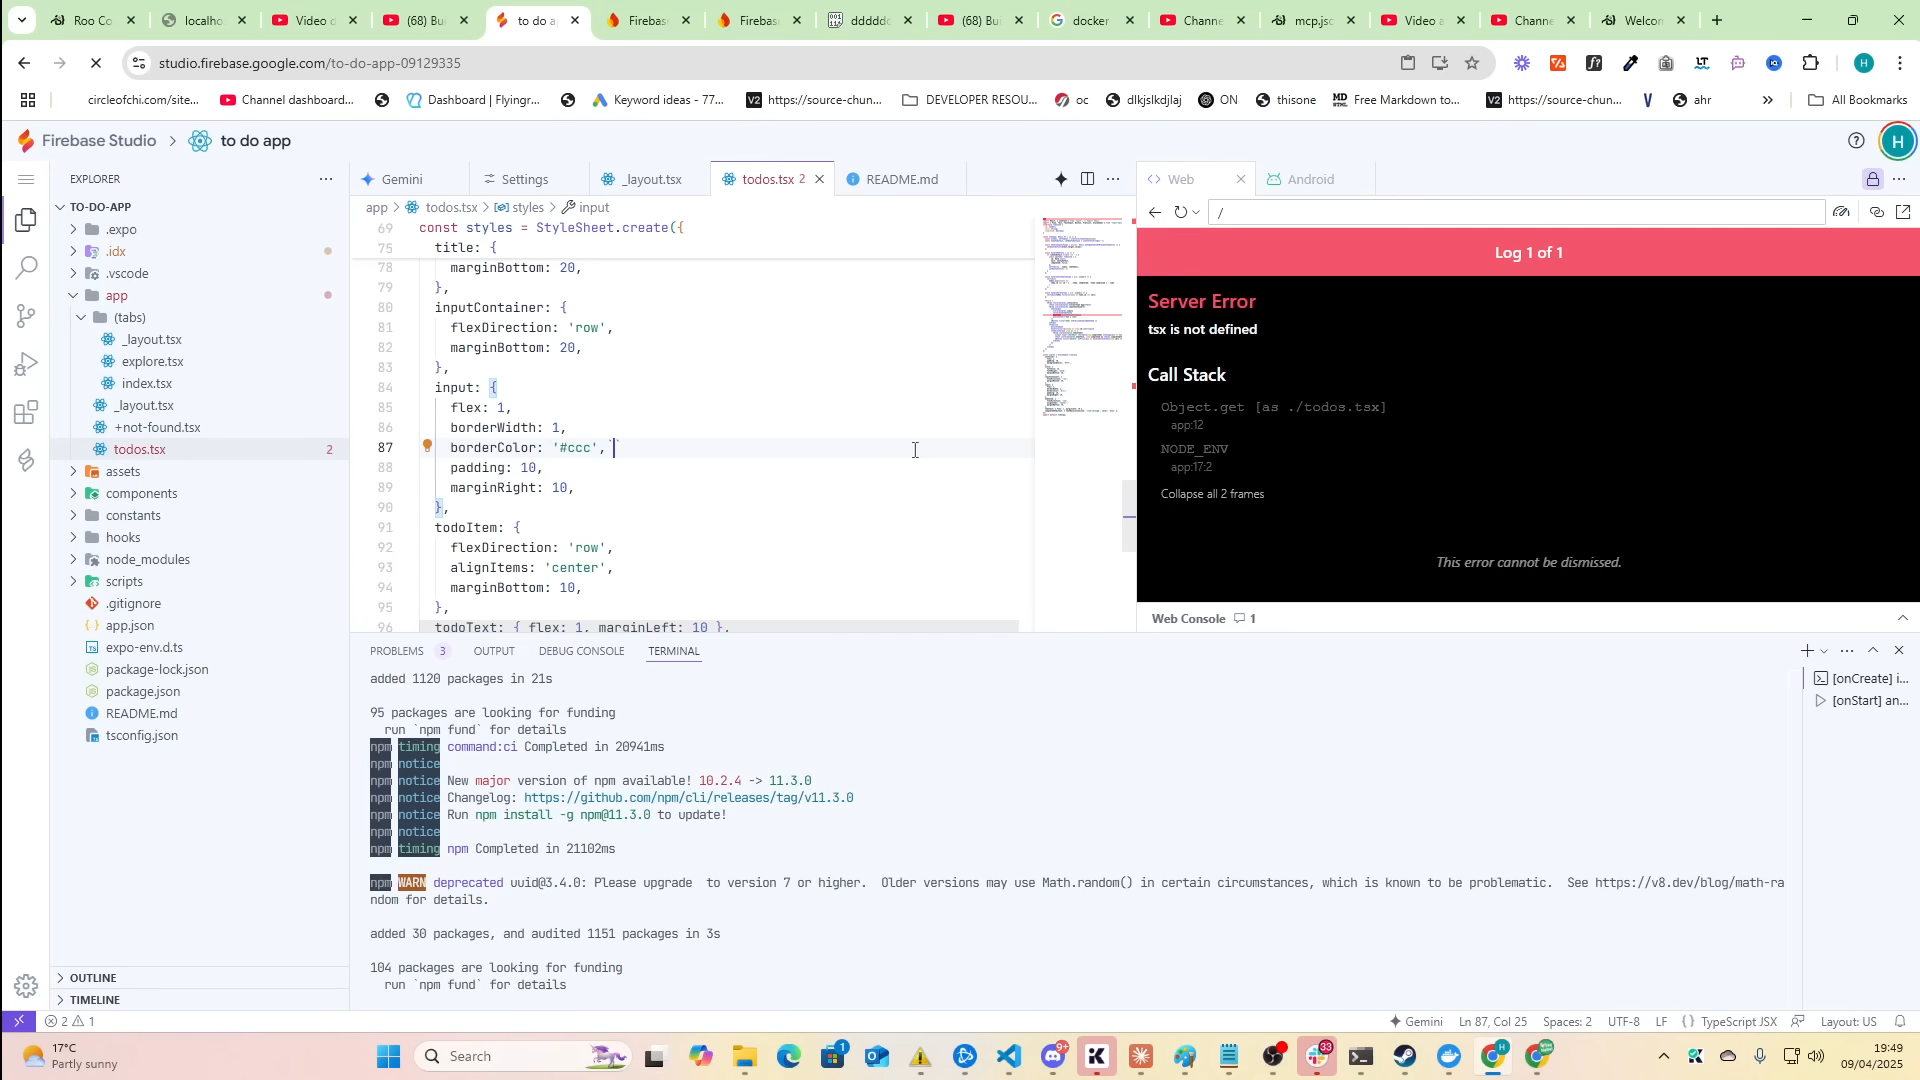 Roo Co
localho
Video d
(68) Bu
to do a
Firebase
Firebase
dddddo
(68) Bui
docker
Channe
mcp.jsc
Video a
Channe
Welcom
studio.firebase.google.com/to-do-app-09129335
circleofchi.com/site...
Channel dashboard...
Dashboard | Flyingr...
Keyword ideas - 77...
https://source-chun...
DEVELOPER RESOU...
oc
dlkjslkdjlaj
ON
thisone
Free Markdown to...
https://source-chun...
ahr
»
All Bookmarks
Firebase Studio > to do app
H
EXPLORER
TO-DO-APP
.expo
.idx
.vscode
app
(tabs)
_layout.tsx
explore.tsx
index.tsx
_layout.tsx
+not-found.tsx
todos.tsx 2
assets
components
constants
hooks
node_modules
scripts
.gitignore
app.json
expo-env.d.ts
package-lock.json
package.json
README.md
tsconfig.json
OUTLINE
TIMELINE
Gemini
Settings
_layout.tsx
todos.tsx 2
README.md
app > todos.tsx > styles > input
69 const styles = StyleSheet.create({
75 title: {
78 marginBottom: 20,
79 },
80 inputContainer: {
81 flexDirection: 'row',
82 marginBottom: 20,
83 },
84 input: {
85 flex: 1,
86 borderWidth: 1,
87 borderColor: '#ccc',``
88 padding: 10,
89 marginRight: 10,
90 },
91 todoItem: {
92 flexDirection: 'row',
93 alignItems: 'center',
94 marginBottom: 10,
95 },
96 todoText: { flex: 1, marginLeft: 10 },
Web
Android
/
Log 1 of 1
Server Error
tsx is not defined
Call Stack
Object.get [as ./todos.tsx]
app:12
NODE_ENV
app:17:2
Collapse all 2 frames
This error cannot be dismissed.
Web Console 1
PROBLEMS 3
OUTPUT
DEBUG CONSOLE
TERMINAL
added 1120 packages in 21s
95 packages are looking for funding
run `npm fund` for details
npm timing command:ci Completed in 20941ms
npm notice
npm notice New major version of npm available! 10.2.4 -> 11.3.0
npm notice Changelog: https://github.com/npm/cli/releases/tag/v11.3.0
npm notice Run npm install -g npm@11.3.0 to update!
npm notice
npm timing npm Completed in 21102ms
npm WARN deprecated uuid@3.4.0: Please upgrade  to version 7 or higher.  Older versions may use Math.random() in certain circumstances, which is known to be problematic.  See https://v8.dev/blog/math-ra
ndom for details.
added 30 packages, and audited 1151 packages in 3s
104 packages are looking for funding
run `npm fund` for details
[onCreate] i...
[onStart] an...
2 1
Gemini
Ln 87, Col 25
Spaces: 2
UTF-8
LF
TypeScript JSX
Layout: US
17°C
Partly sunny
Search
19:49
09/04/2025